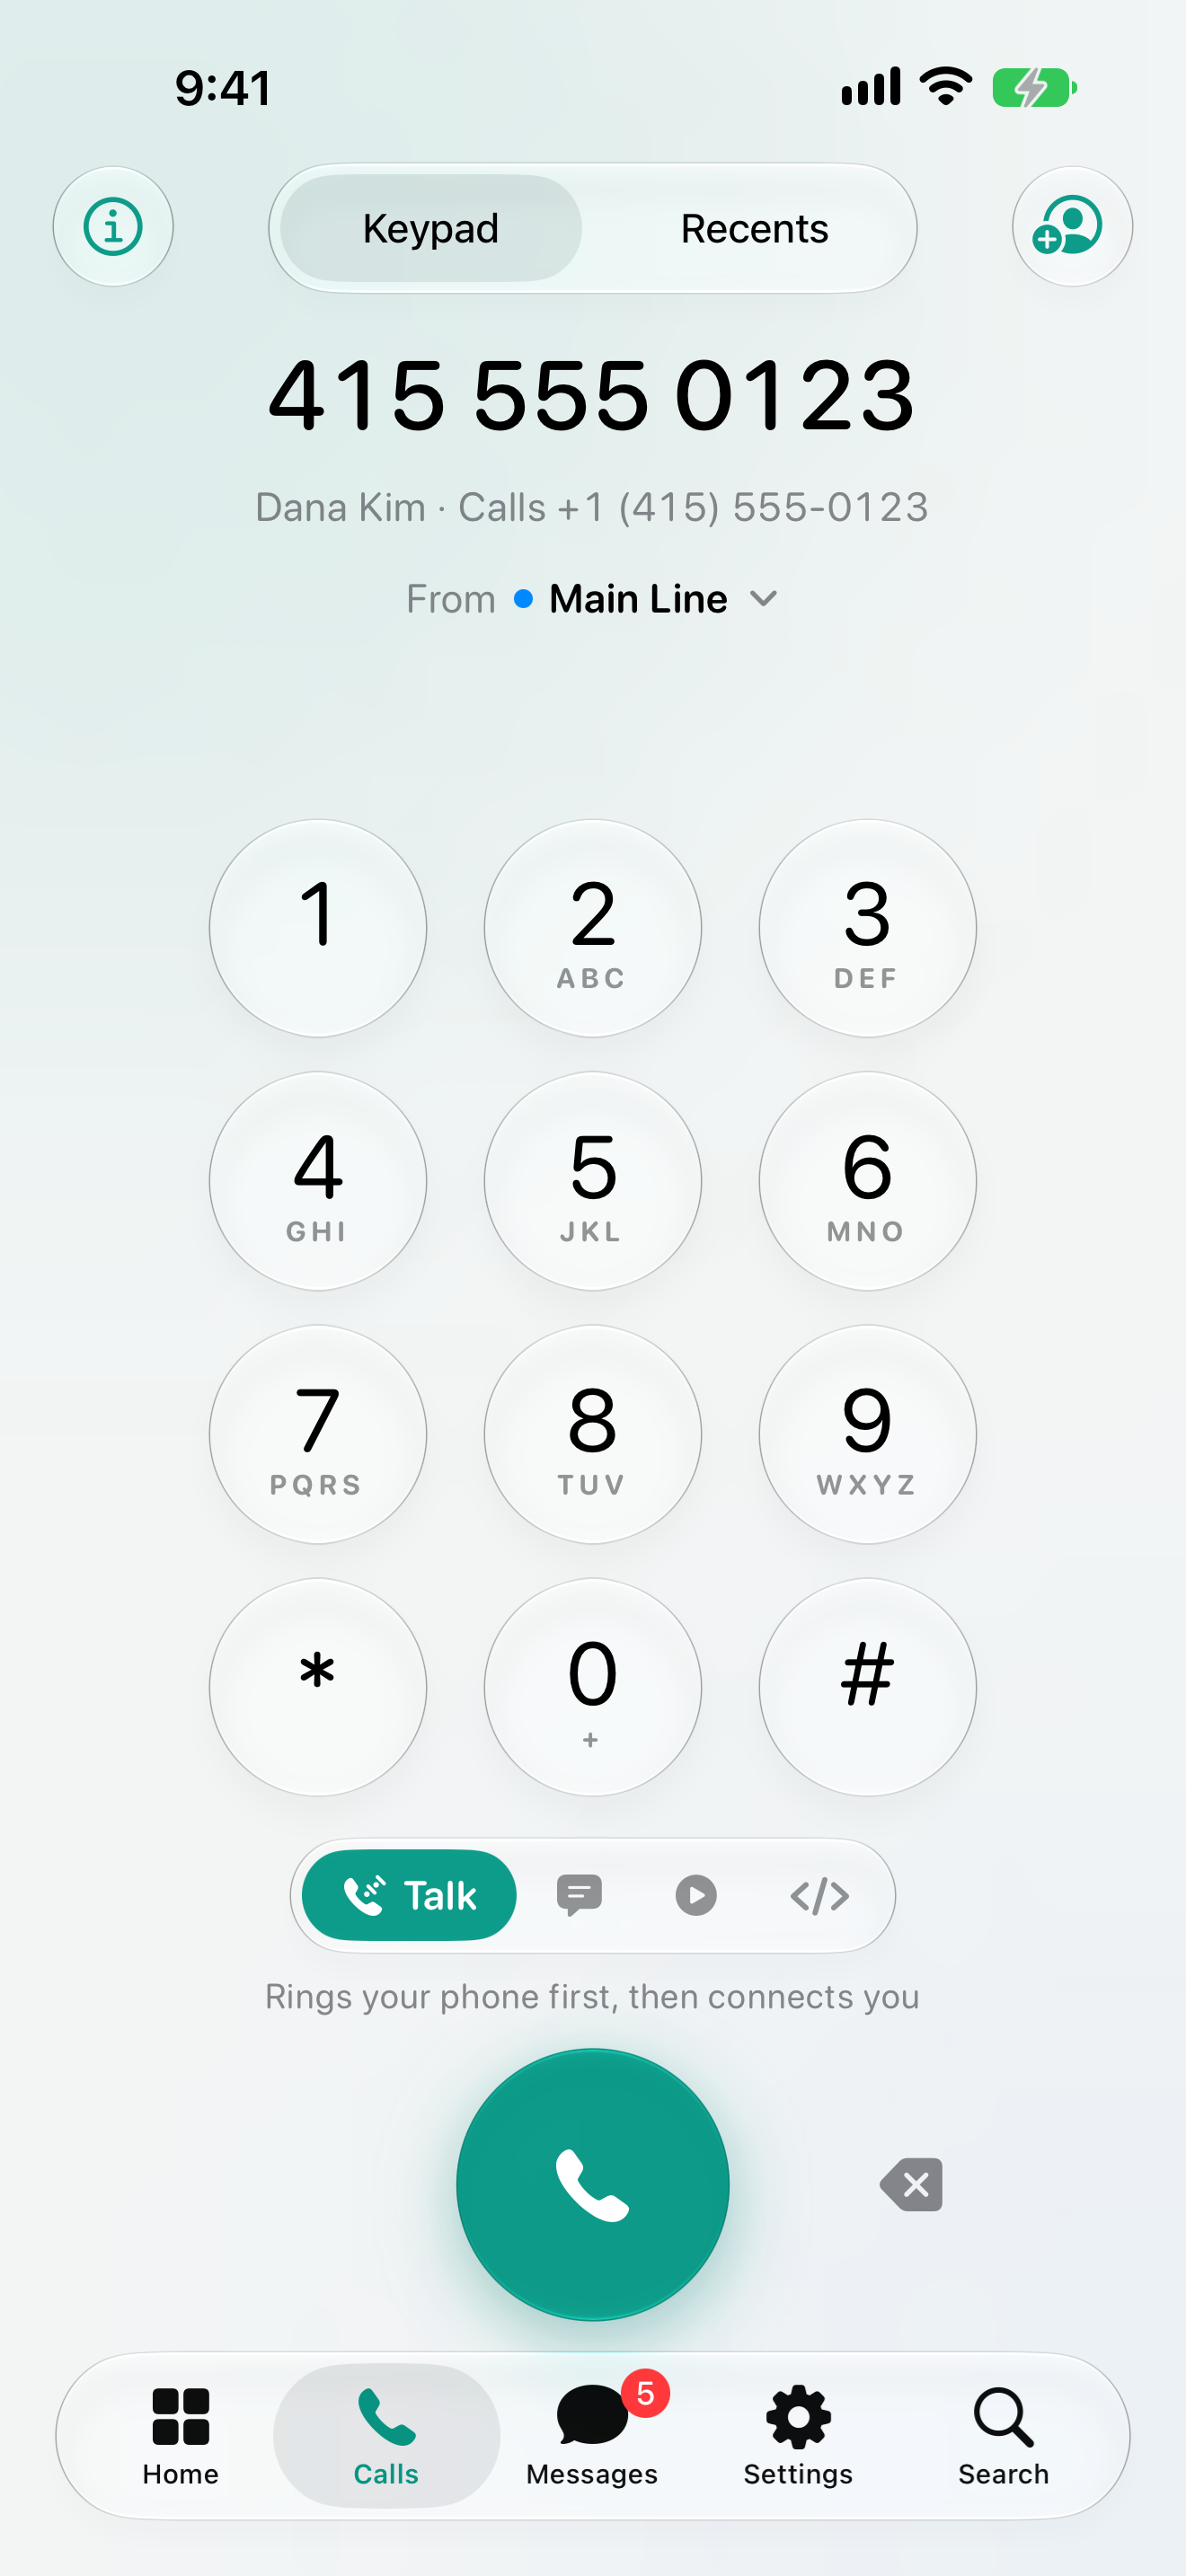 9:41
Keypad Recents
415 555 0123
Dana Kim · Calls +1 (415) 555-0123
From Main Line
1
2 ABC
3 DEF
4 GHI
5 JKL
6 MNO
7 PQRS
8 TUV
9 WXYZ
*
0 +
#
Talk </>
Rings your phone first, then connects you
5
Home Calls Messages Settings Search